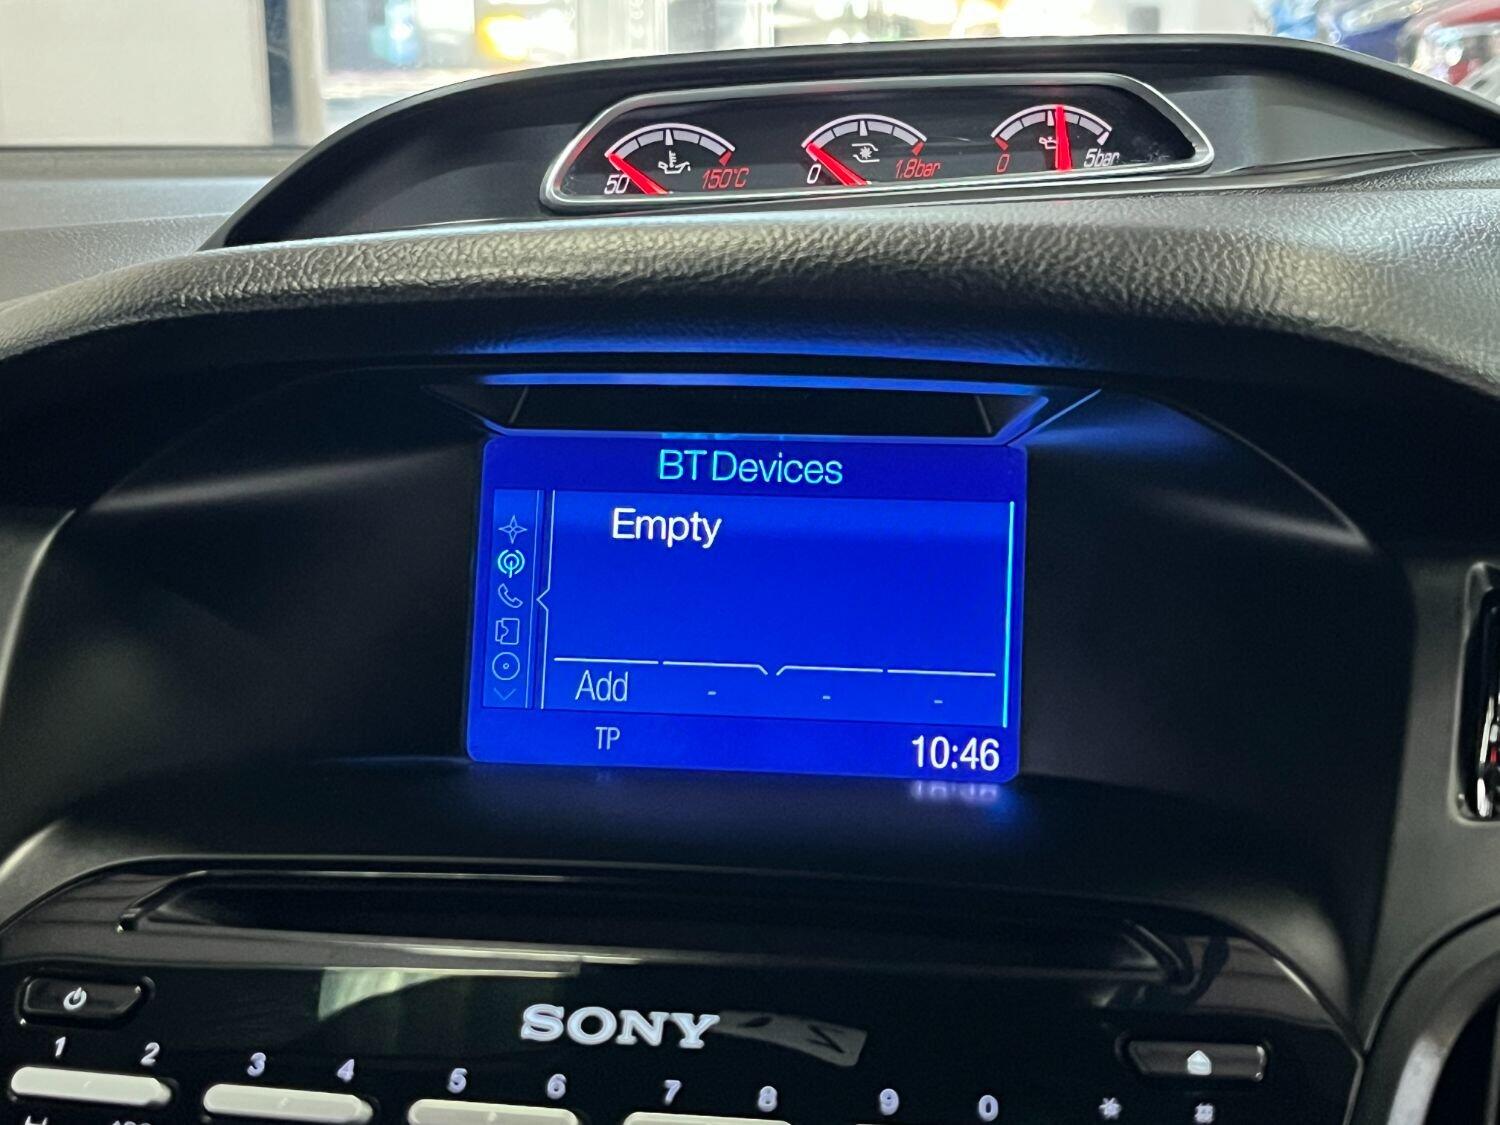 50 150°C 0 1.8bar 0 5bar
BT Devices
Empty
Add - - -
TP 10:46
SONY
1 2 3 4 5 6 7 8 9 0 * #